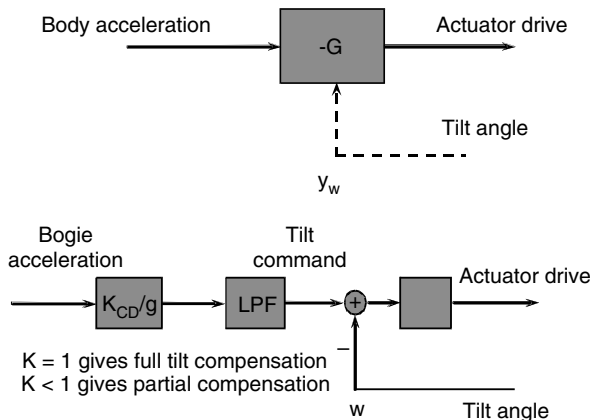 Body acceleration
Actuator drive
-G
Tilt angle
y_w
Bogie
acceleration
Tilt
command
Actuator drive
K_CD/g
LPF
+
–
K = 1 gives full tilt compensation
K < 1 gives partial compensation
w
Tilt angle